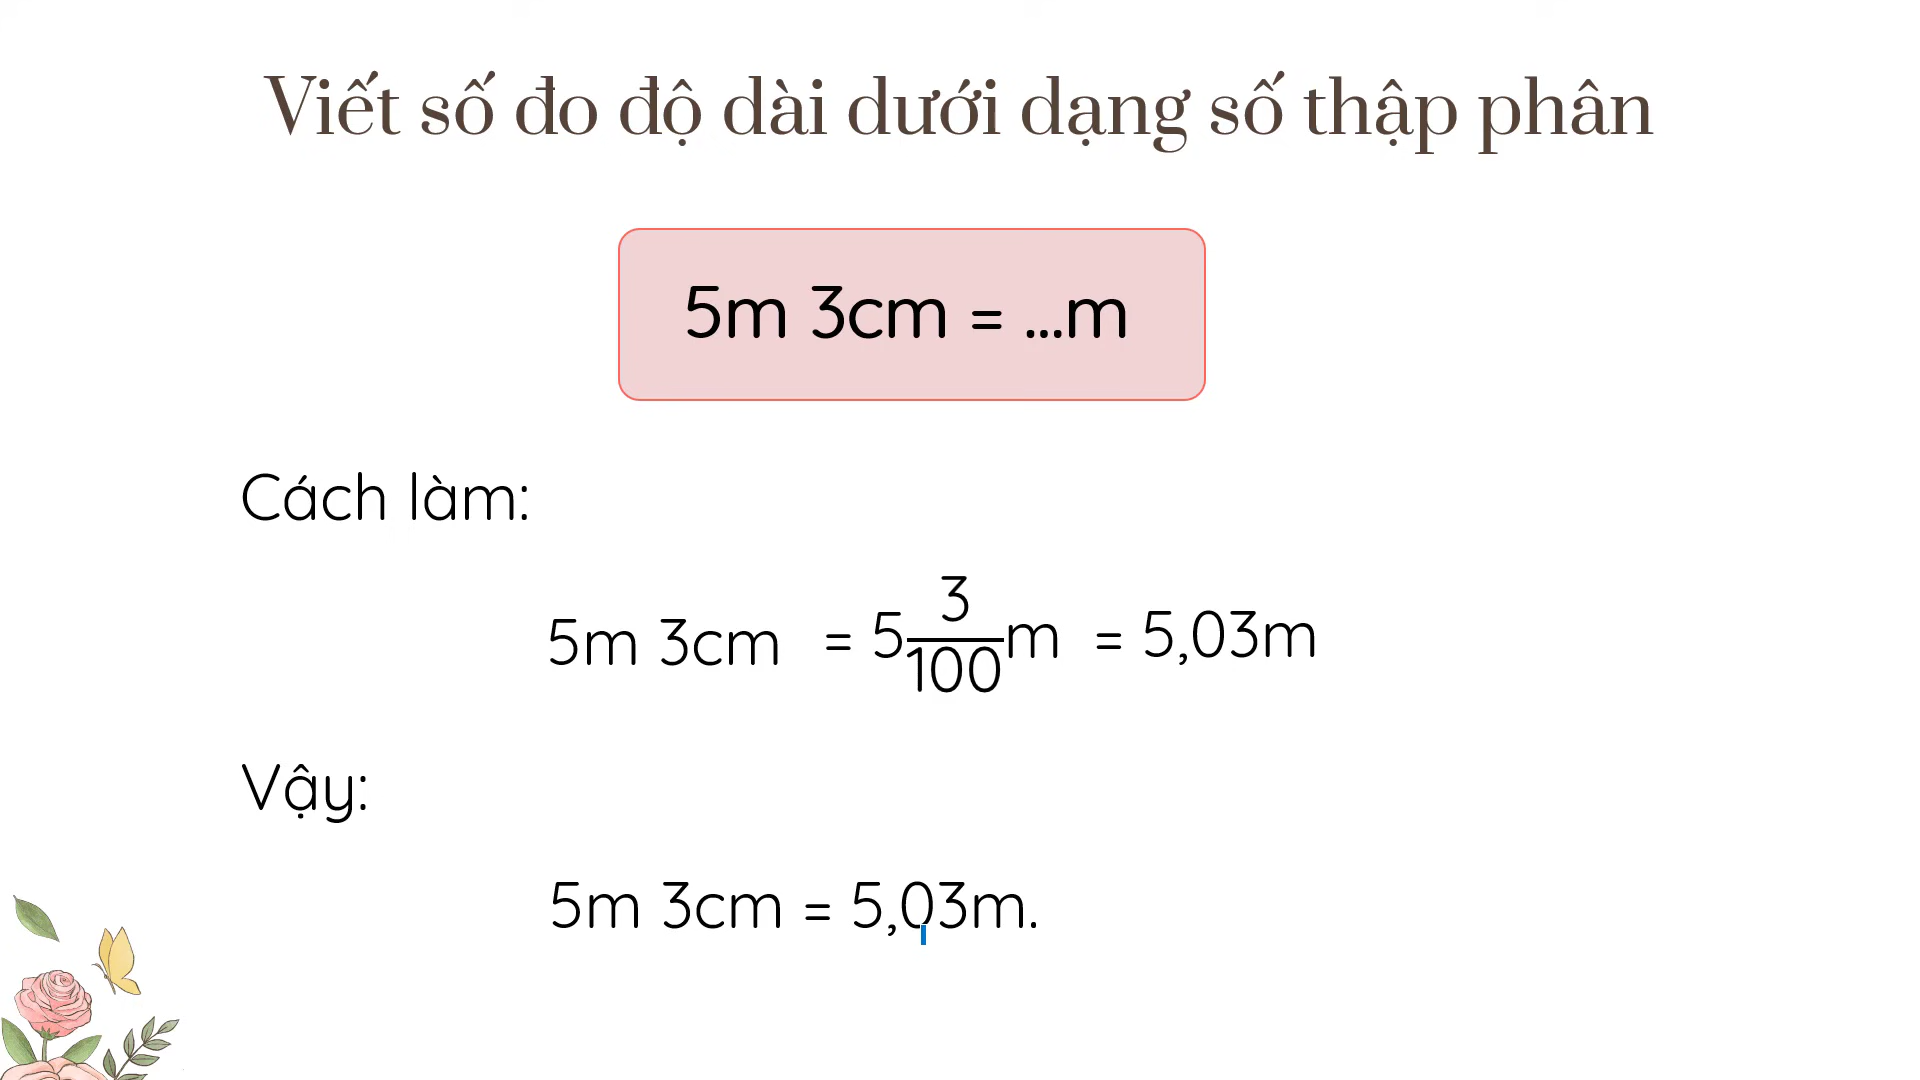 Viết số đo độ dài dưới dạng số thập phân
5m 3cm = ...m
Cách làm:
5m 3cm = 5 3/100 m = 5,03m
Vậy:
5m 3cm = 5,03m.